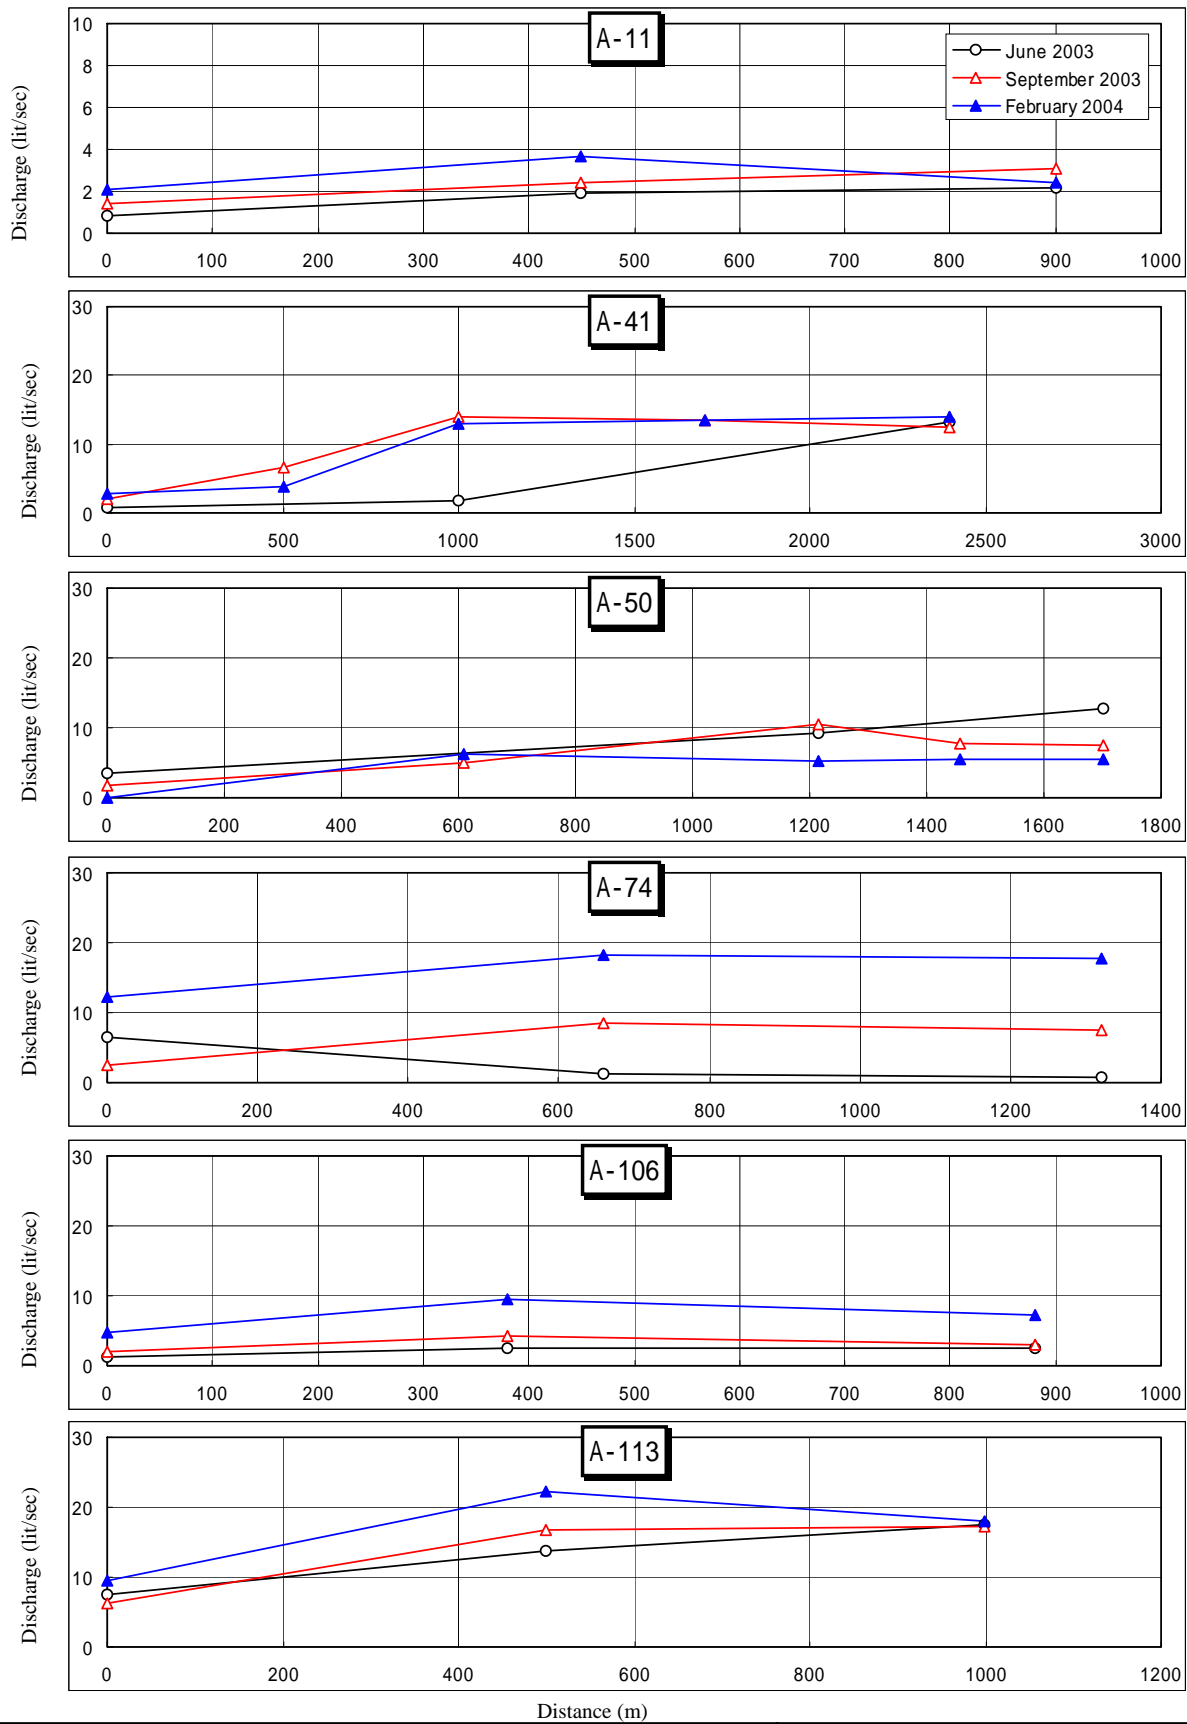 A-11
June 2003
September 2003
February 2004
Discharge (lit/sec)
10
8
6
4
2
0
0 100 200 300 400 500 600 700 800 900 1000
A-41
Discharge (lit/sec)
30
20
10
0
0 500 1000 1500 2000 2500 3000
A-50
Discharge (lit/sec)
30
20
10
0
0 200 400 600 800 1000 1200 1400 1600 1800
A-74
Discharge (lit/sec)
30
20
10
0
0 200 400 600 800 1000 1200 1400
A-106
Discharge (lit/sec)
30
20
10
0
0 100 200 300 400 500 600 700 800 900 1000
A-113
Discharge (lit/sec)
30
20
10
0
0 200 400 600 800 1000 1200
Distance (m)